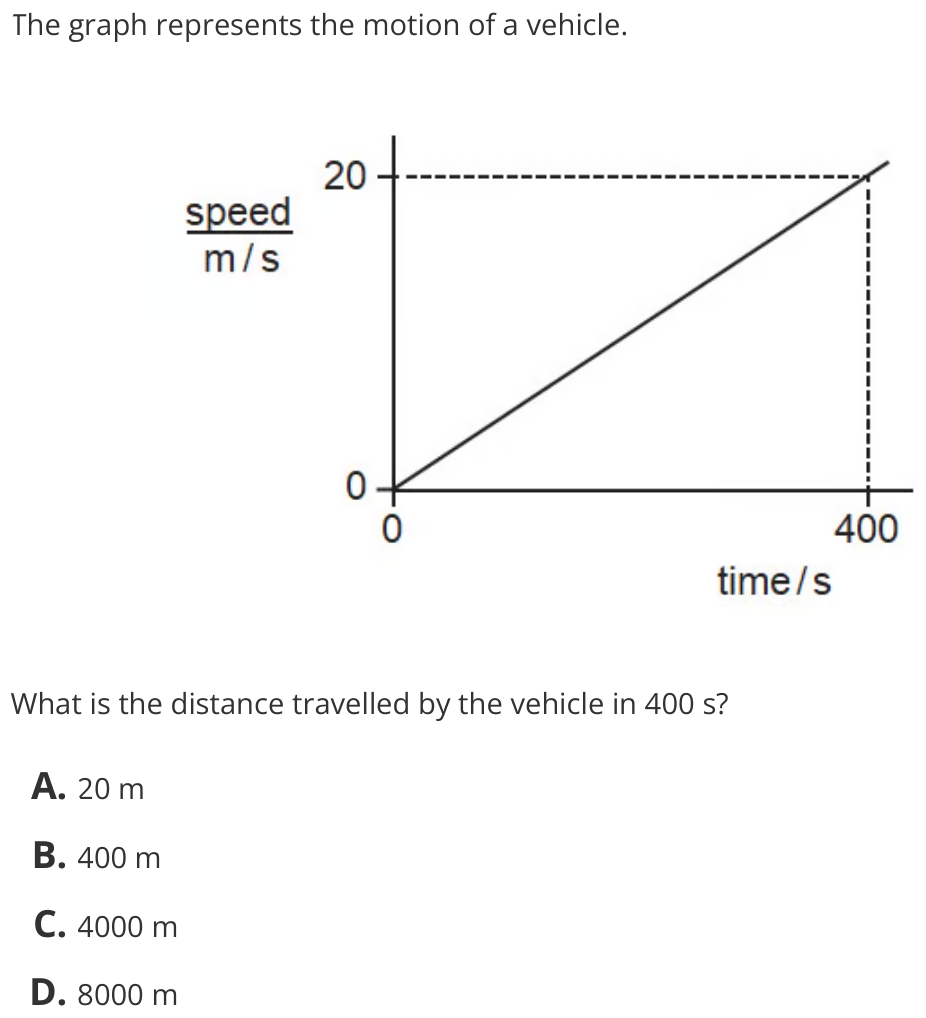 The graph represents the motion of a vehicle.
20
speed
m/s
0
0
400
time/s
What is the distance travelled by the vehicle in 400 s?
A. 20 m
B. 400 m
C. 4000 m
D. 8000 m